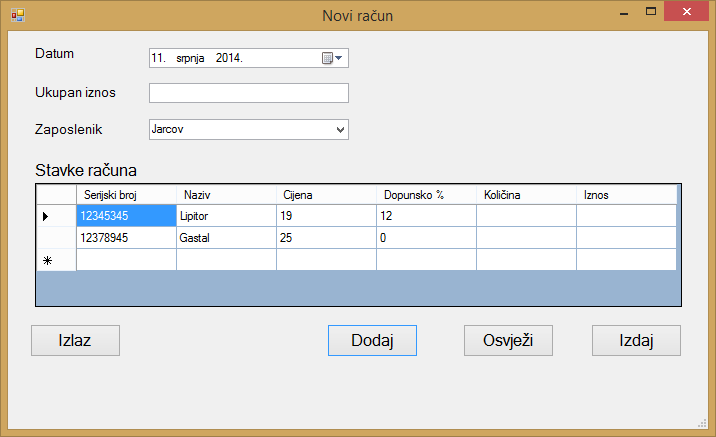 Novi račun
Datum 11. srpnja 2014.
Ukupan iznos
Zaposlenik Jarcov
Stavke računa
Serijski broj Naziv Cijena Dopunsko % Količina Iznos
12345345 Lipitor 19 12
12378945 Gastal 25 0
Izlaz Dodaj Osvježi Izdaj